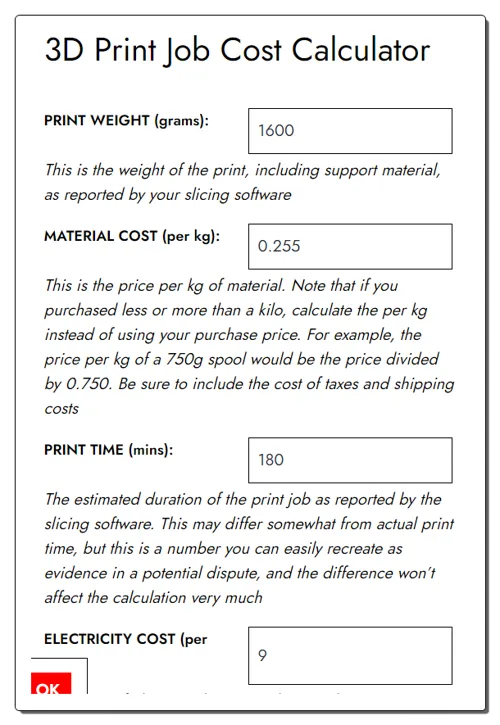 3D Print Job Cost Calculator
PRINT WEIGHT (grams):
1600
This is the weight of the print, including support material,
as reported by your slicing software
MATERIAL COST (per kg):
0.255
This is the price per kg of material. Note that if you
purchased less or more than a kilo, calculate the per kg
instead of using your purchase price. For example, the
price per kg of a 750g spool would be the price divided
by 0.750. Be sure to include the cost of taxes and shipping
costs
PRINT TIME (mins):
180
The estimated duration of the print job as reported by the
slicing software. This may differ somewhat from actual print
time, but this is a number you can easily recreate as
evidence in a potential dispute, and the difference won't
affect the calculation very much
ELECTRICITY COST (per
9
OK